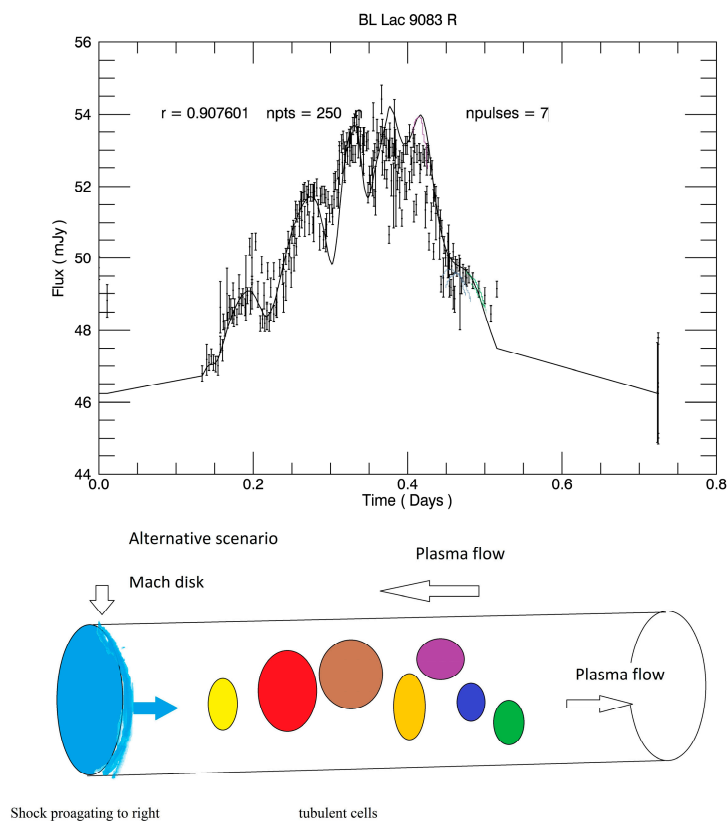 BL Lac 9083 R
56
r = 0.907601 npts = 250 npulses = 7
54
52
50
48
46
44
Flux ( mJy )
0.0 0.2 0.4 0.6 0.8
Time ( Days )
Alternative scenario
Plasma flow
Mach disk
Plasma flow
Shock proagating to right tubulent cells